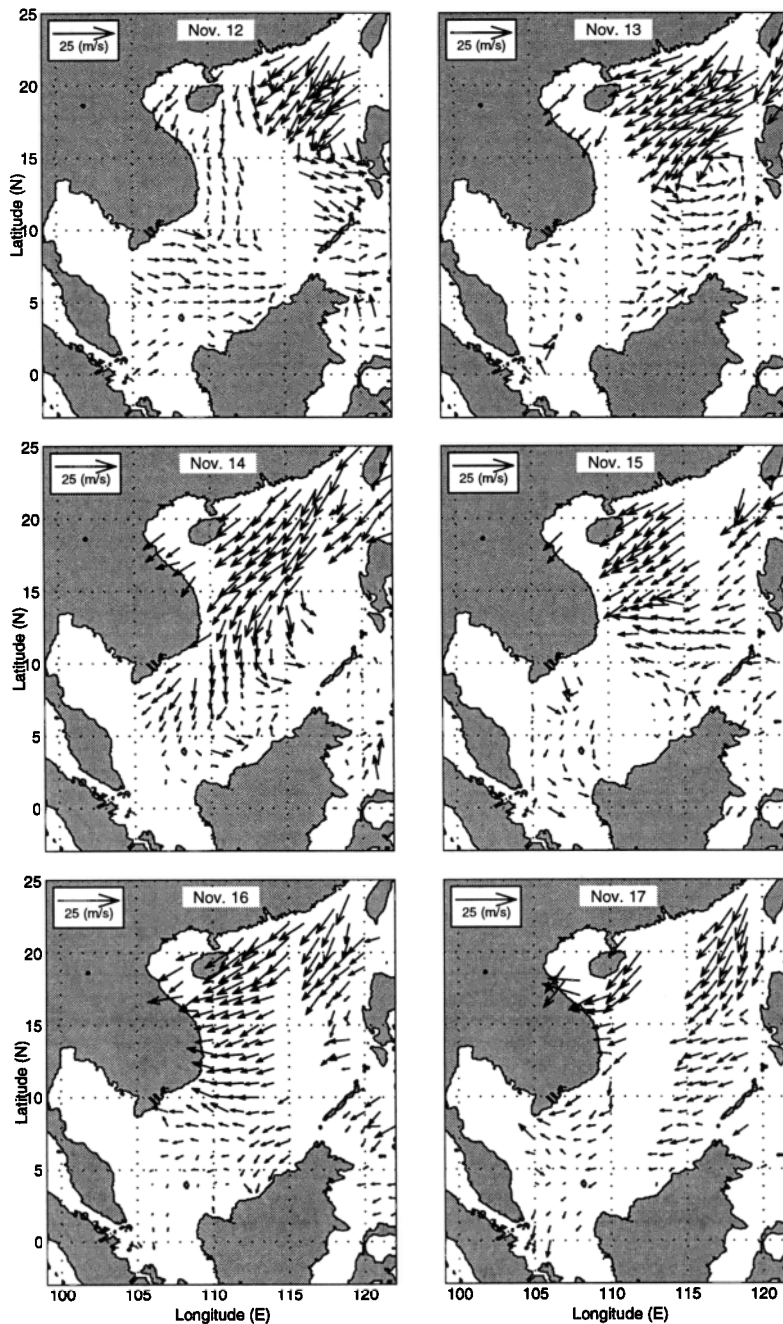 25 (m/s)
Nov. 12
25
20
15
10
5
0
Latitude (N)
25 (m/s)
Nov. 13
25 (m/s)
Nov. 14
25
20
15
10
5
0
Latitude (N)
25 (m/s)
Nov. 15
25 (m/s)
Nov. 16
25
20
15
10
5
0
Latitude (N)
100 105 110 115 120
Longitude (E)
25 (m/s)
Nov. 17
100 105 110 115 120
Longitude (E)